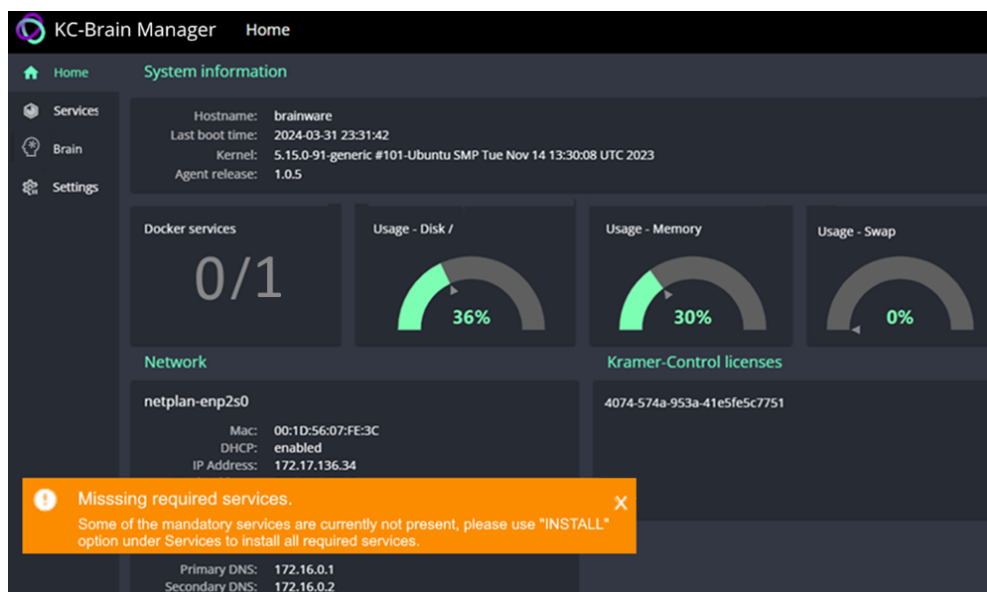 KC-Brain Manager Home
Home
Services
Brain
Settings
System information
Hostname: brainware
Last boot time: 2024-03-31 23:31:42
Kernel: 5.15.0-91-generic #101-Ubuntu SMP Tue Nov 14 13:30:08 UTC 2023
Agent release: 1.0.5
Docker services
0/1
Usage - Disk /
36%
Usage - Memory
30%
Usage - Swap
0%
Network
netplan-enp2s0
Mac: 00:1D:56:07:FE:3C
DHCP: enabled
IP Address: 172.17.136.34
Kramer-Control licenses
4074-574a-953a-41e5fe5c7751
Misssing required services.
X
Some of the mandatory services are currently not present, please use "INSTALL"
option under Services to install all required services.
Primary DNS: 172.16.0.1
Secondary DNS: 172.16.0.2